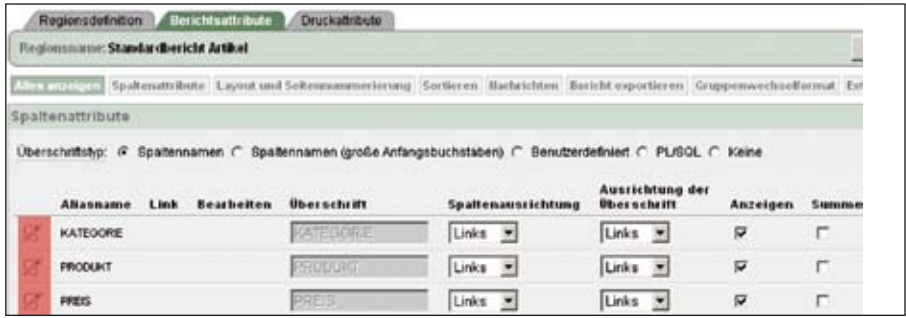 Regionsdefinition Berichtsattribute Druckattribute
Regionsname: Standardbericht Artikel
Alles anzeigen Spaltenattribute Layout und Seitennummerierung Sortieren Nachrichten Bericht exportieren Gruppenwechselformat
Spaltenattribute
Überschriftstyp: Spaltennamen Spaltennamen (große Anfangsbuchstaben) Benutzerdefiniert PL/SQL Keine
Ausrichtung der
Aliasname Link Bearbeiten Überschrift Spaltenausrichtung Überschrift Anzeigen Summe
KATEGORIE KATEGORIE Links Links
PRODUKT PRODUKT Links Links
PREIS PREIS Links Links